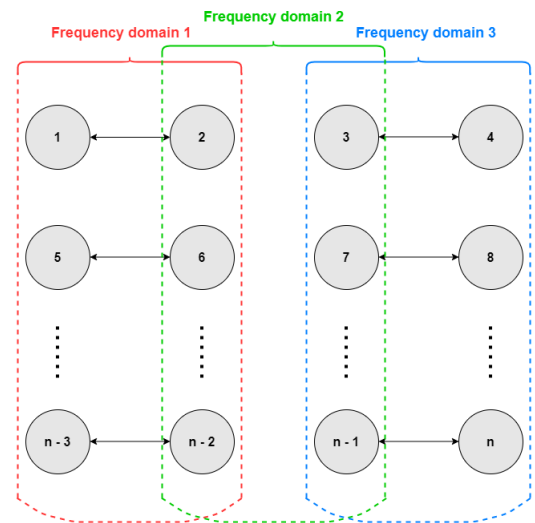 Frequency domain 2
Frequency domain 1
Frequency domain 3
1
2
3
4
5
6
7
8
n - 3
n - 2
n - 1
n